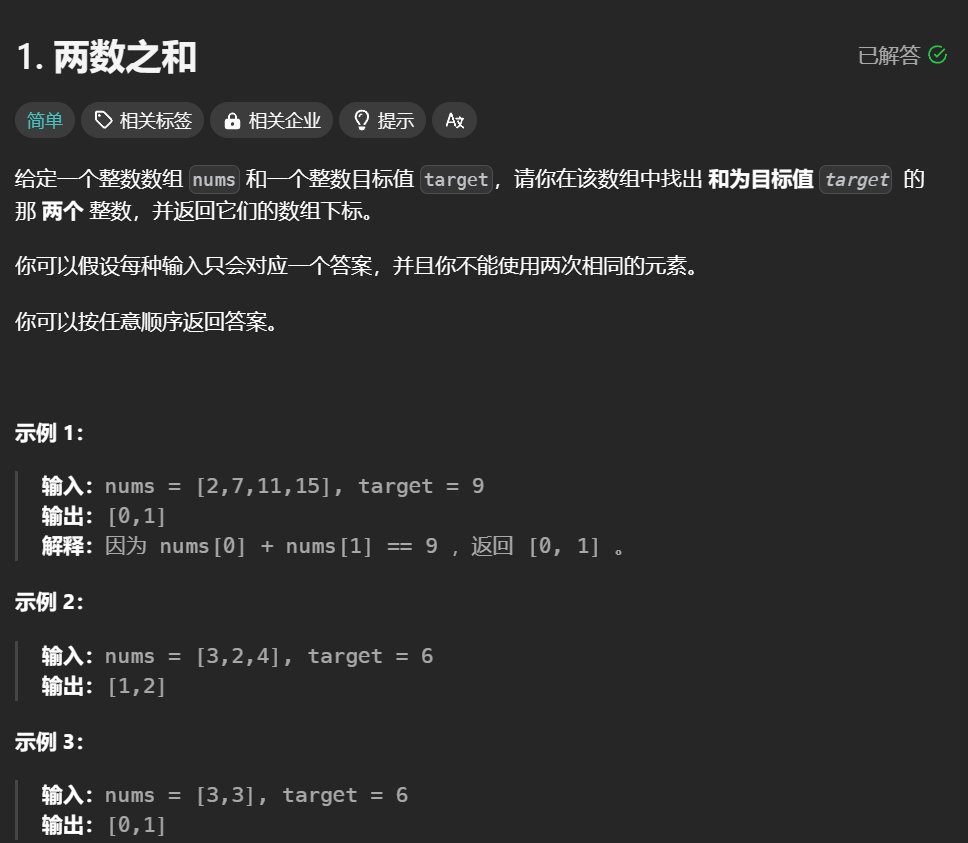 1. 两数之和
已解答
简单 相关标签 相关企业 提示
给定一个整数数组 nums 和一个整数目标值 target，请你在该数组中找出 和为目标值 target 的
那 两个 整数，并返回它们的数组下标。
你可以假设每种输入只会对应一个答案，并且你不能使用两次相同的元素。
你可以按任意顺序返回答案。
示例 1：
输入：nums = [2,7,11,15], target = 9
输出：[0,1]
解释：因为 nums[0] + nums[1] == 9 ，返回 [0, 1] 。
示例 2：
输入：nums = [3,2,4], target = 6
输出：[1,2]
示例 3：
输入：nums = [3,3], target = 6
输出：[0,1]